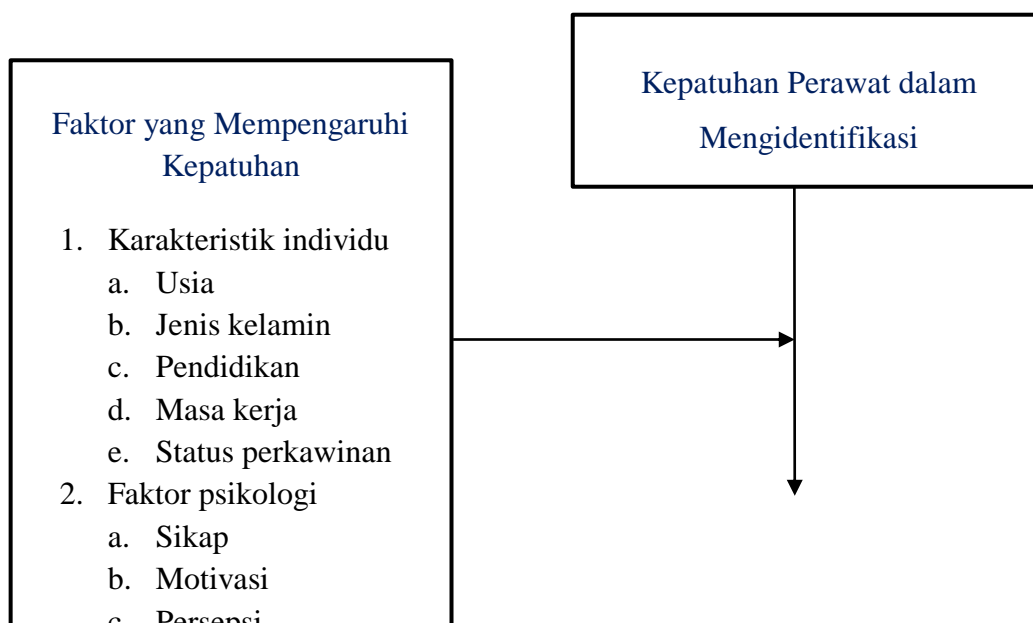 Faktor yang Mempengaruhi
Kepatuhan
1. Karakteristik individu
a. Usia
b. Jenis kelamin
c. Pendidikan
d. Masa kerja
e. Status perkawinan
2. Faktor psikologi
a. Sikap
b. Motivasi
c. Persepsi
Kepatuhan Perawat dalam
Mengidentifikasi